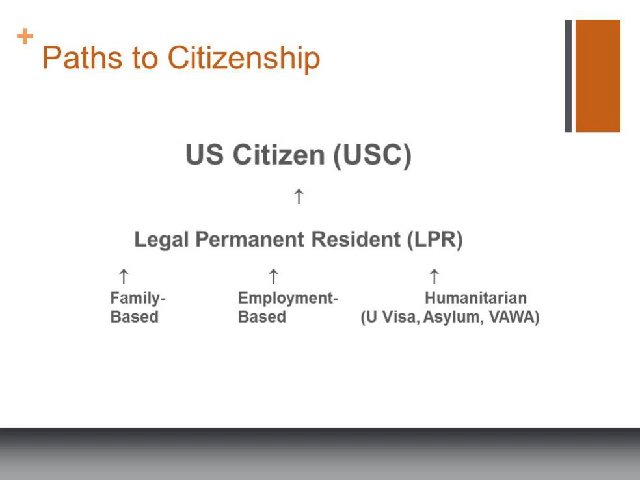 +
Paths to Citizenship
US Citizen (USC)
↑
Legal Permanent Resident (LPR)
↑ ↑ ↑
Family- Employment- Humanitarian
Based Based (U Visa, Asylum, VAWA)